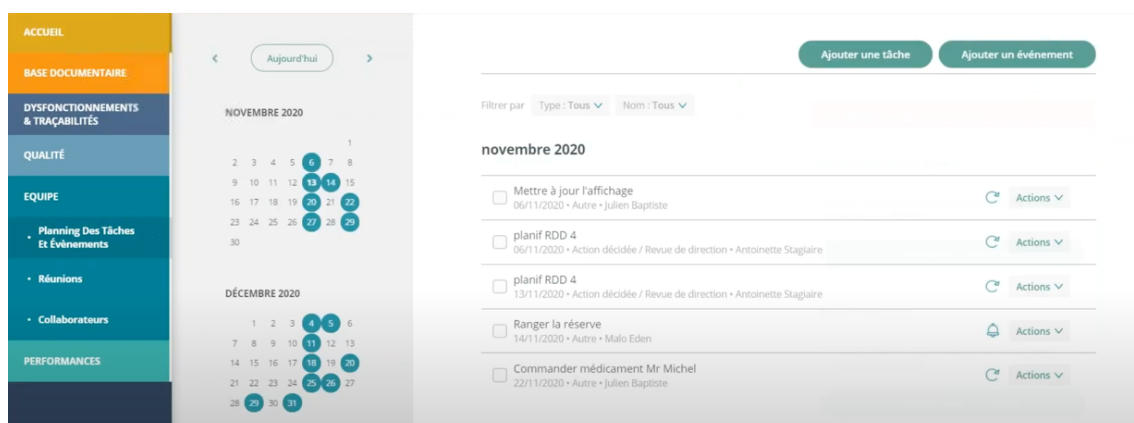 ACCUEIL
BASE DOCUMENTAIRE
DYSFONCTIONNEMENTS
& TRAÇABILITÉS
QUALITÉ
EQUIPE
• Planning Des Tâches
Et Évènements
• Réunions
• Collaborateurs
PERFORMANCES
< Aujourd'hui >
NOVEMBRE 2020
1
2 3 4 5 6 7 8
9 10 11 12 13 14 15
16 17 18 19 20 21 22
23 24 25 26 27 28 29
30
DÉCEMBRE 2020
1 2 3 4 5 6
7 8 9 10 11 12 13
14 15 16 17 18 19 20
21 22 23 24 25 26 27
28 29 30 31
Ajouter une tâche Ajouter un événement
Filtrer par Type : Tous Nom : Tous
novembre 2020
Mettre à jour l'affichage
06/11/2020 • Autre • Julien Baptiste
Actions
planif RDD 4
06/11/2020 • Action décidée / Revue de direction • Antoinette Stagiaire
Actions
planif RDD 4
13/11/2020 • Action décidée / Revue de direction • Antoinette Stagiaire
Actions
Ranger la réserve
14/11/2020 • Autre • Malo Eden
Actions
Commander médicament Mr Michel
22/11/2020 • Autre • Julien Baptiste
Actions